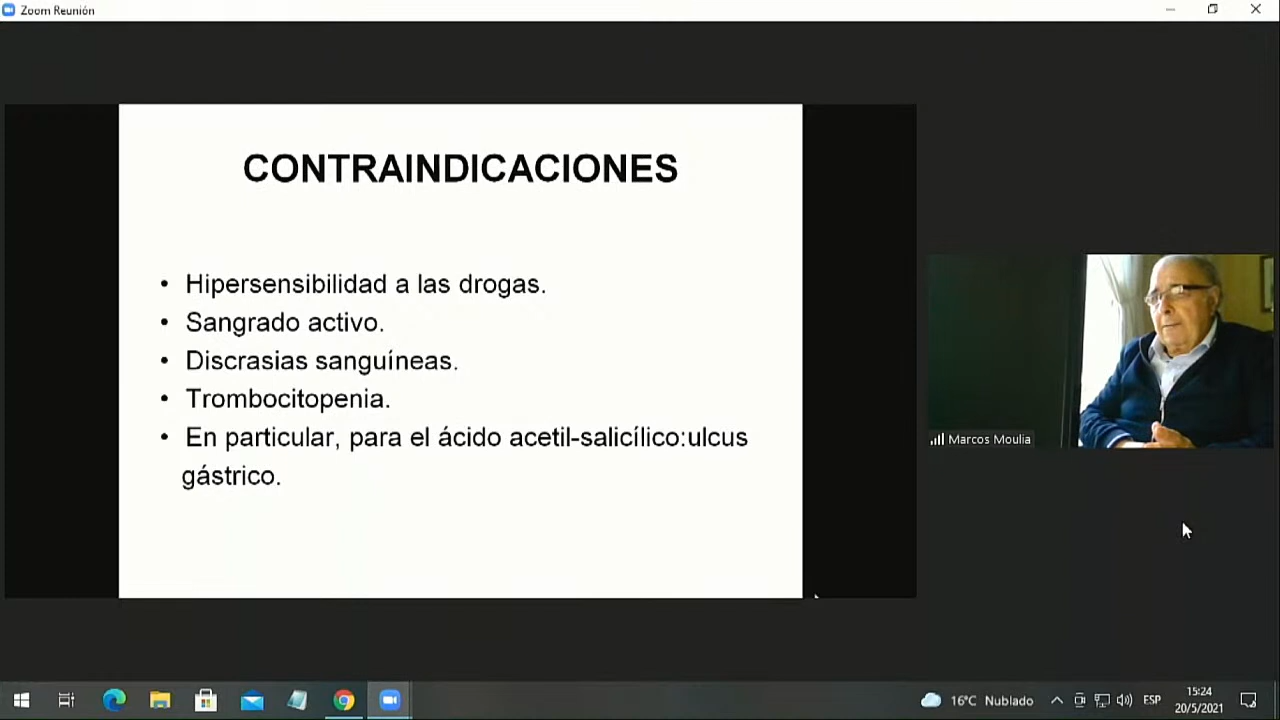 Zoom Reunión
CONTRAINDICACIONES
• Hipersensibilidad a las drogas.
• Sangrado activo.
• Discrasias sanguíneas.
• Trombocitopenia.
• En particular, para el ácido acetil-salicílico:ulcus
gástrico.
Marcos Moulia
16°C Nublado
ESP
15:24
20/5/2021